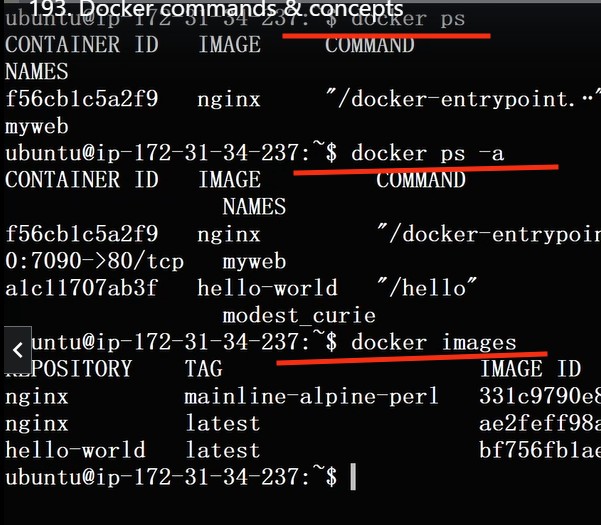 193. Docker commands & concepts
ubuntu@ip-172-31-34-237:~$ docker ps
CONTAINER ID IMAGE COMMAND
NAMES
f56cb1c5a2f9 nginx "/docker-entrypoint.…"
myweb
ubuntu@ip-172-31-34-237:~$ docker ps -a
CONTAINER ID IMAGE COMMAND
NAMES
f56cb1c5a2f9 nginx "/docker-entrypoin
0:7090->80/tcp myweb
a1c11707ab3f hello-world "/hello"
modest_curie
untu@ip-172-31-34-237:~$ docker images
REPOSITORY TAG IMAGE ID
nginx mainline-alpine-perl 331c9790e8
nginx latest ae2feff98a
hello-world latest bf756fb1ae
ubuntu@ip-172-31-34-237:~$